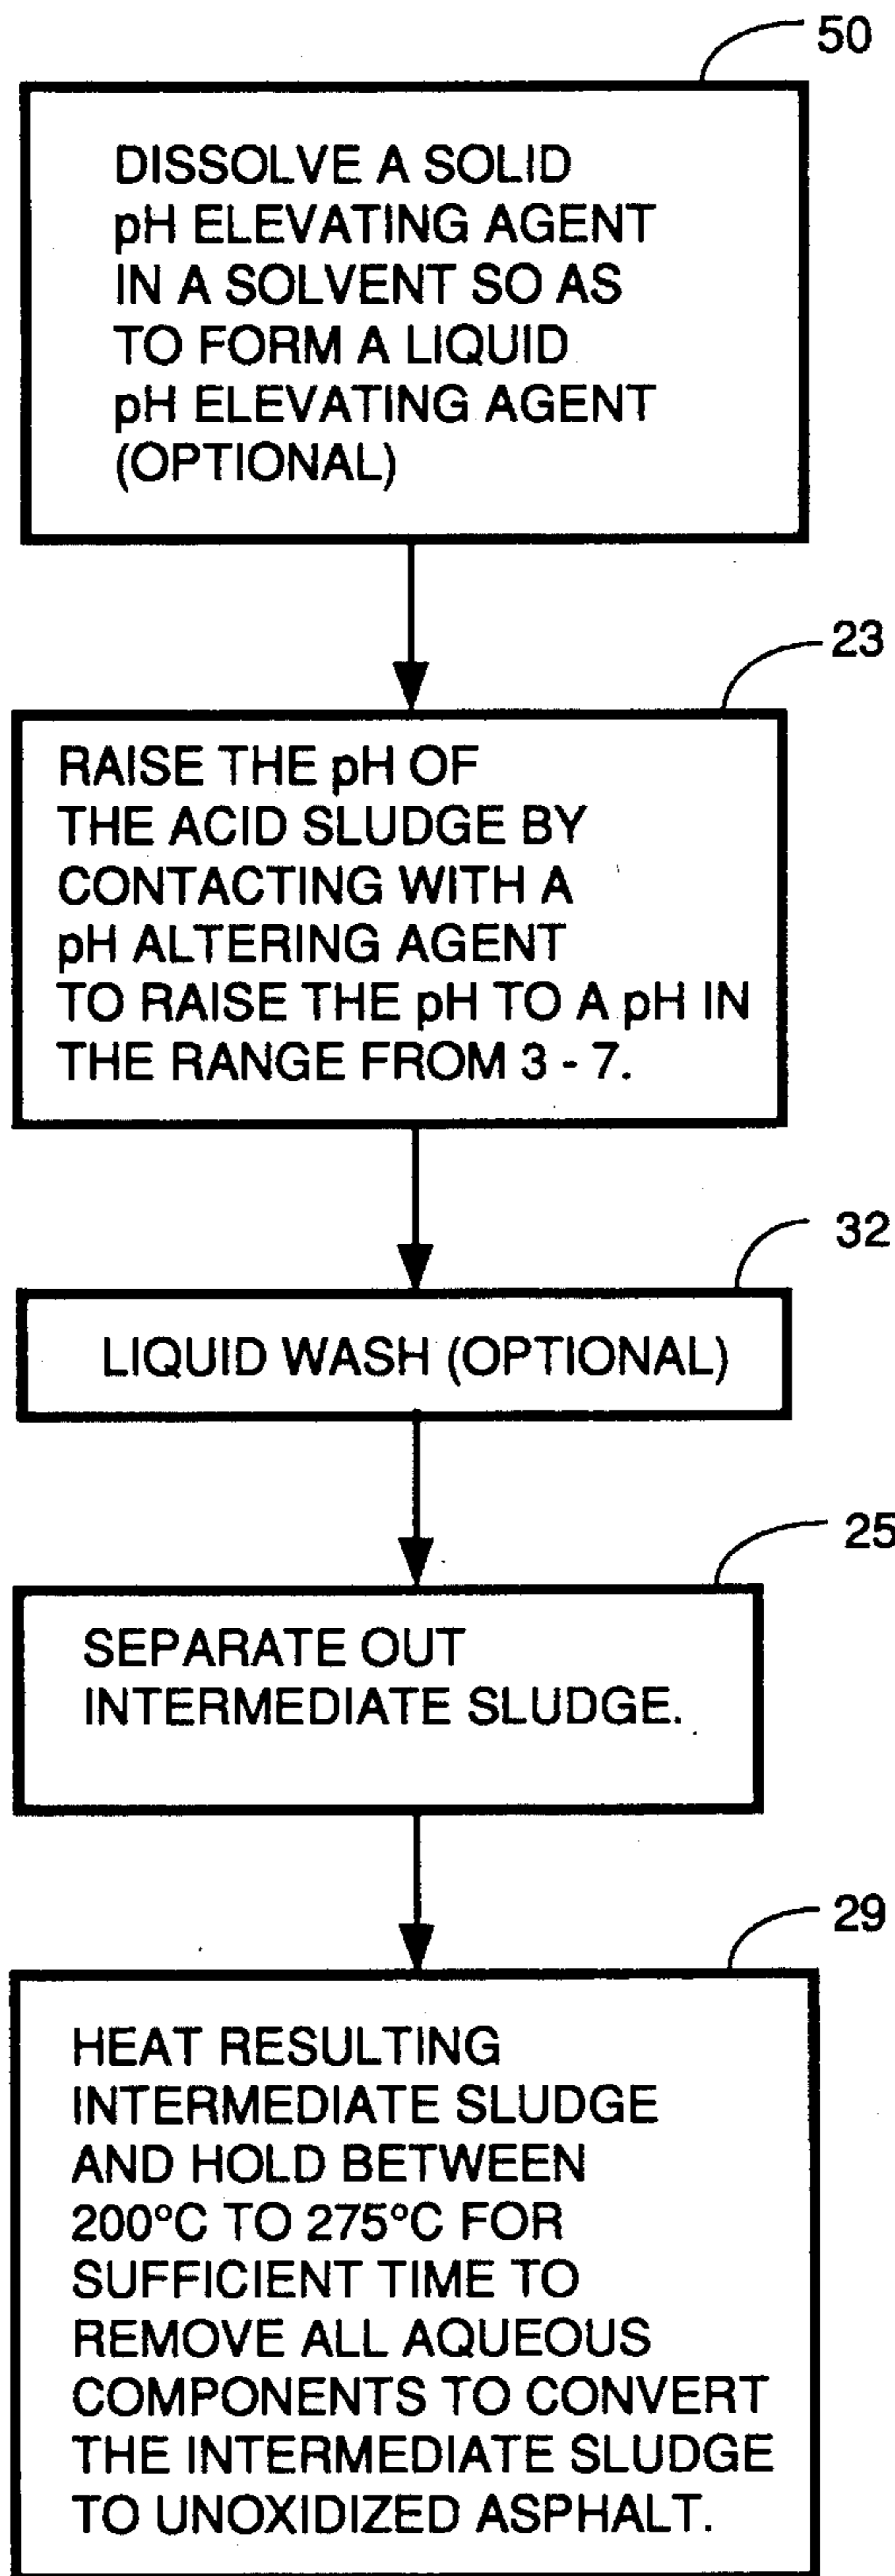 50
DISSOLVE A SOLID
pH ELEVATING AGENT
IN A SOLVENT SO AS
TO FORM A LIQUID
pH ELEVATING AGENT
(OPTIONAL)
23
RAISE THE pH OF
THE ACID SLUDGE BY
CONTACTING WITH A
pH ALTERING AGENT
TO RAISE THE pH TO A pH IN
THE RANGE FROM 3 - 7.
32
LIQUID WASH (OPTIONAL)
25
SEPARATE OUT
INTERMEDIATE SLUDGE.
29
HEAT RESULTING
INTERMEDIATE SLUDGE
AND HOLD BETWEEN
200°C TO 275°C FOR
SUFFICIENT TIME TO
REMOVE ALL AQUEOUS
COMPONENTS TO CONVERT
THE INTERMEDIATE SLUDGE
TO UNOXIDIZED ASPHALT.